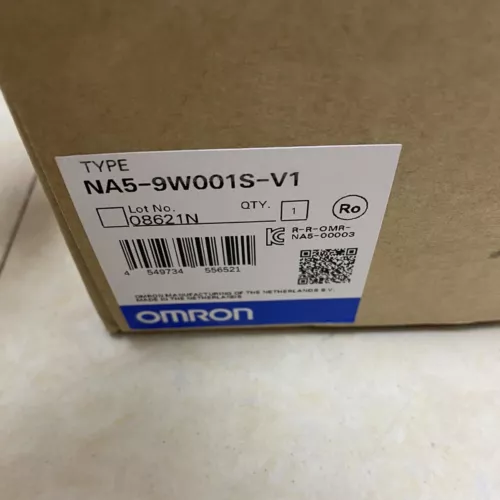 TYPE
NA5-9W001S-V1
Lot No. QTY. 1 Ro
08621N
R-R-OMR-
NA5-00003
4 549734 556521
OMRON MANUFACTURING OF THE NETHERLANDS B.V.
MADE IN THE NETHERLANDS
OMRON